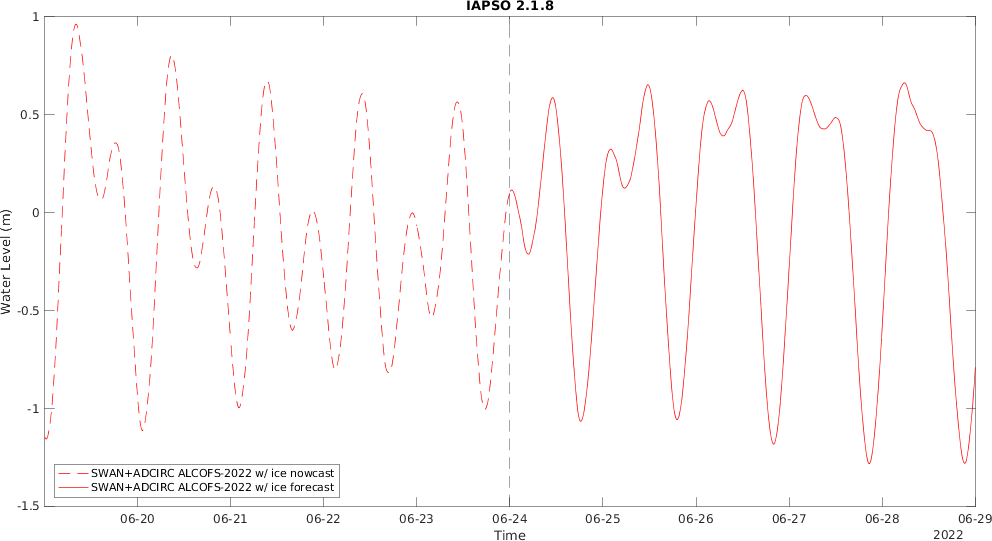 IAPSO 2.1.8
1
0.5
0
-0.5
-1
-1.5
Water Level (m)
SWAN+ADCIRC ALCOFS-2022 w/ ice nowcast
SWAN+ADCIRC ALCOFS-2022 w/ ice forecast
06-20 06-21 06-22 06-23 06-24 06-25 06-26 06-27 06-28 06-29
Time
2022